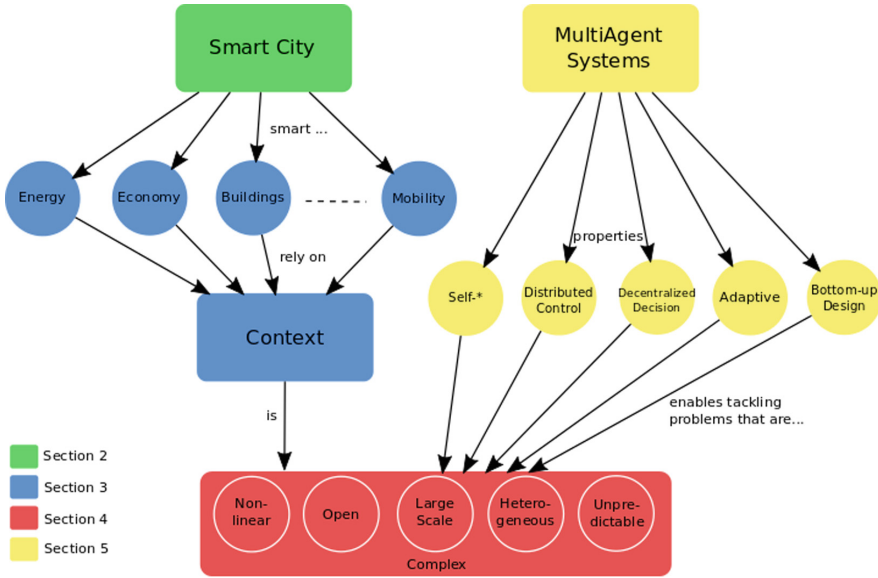 Smart City
MultiAgent
Systems
smart ...
Energy
Economy
Buildings
Mobility
properties
rely on
Self-*
Distributed
Control
Decentralized
Decision
Adaptive
Bottom-up
Design
Context
enables tackling
problems that are...
is
Section 2
Section 3
Section 4
Section 5
Non-
linear
Open
Large
Scale
Hetero-
geneous
Unpre-
dictable
Complex